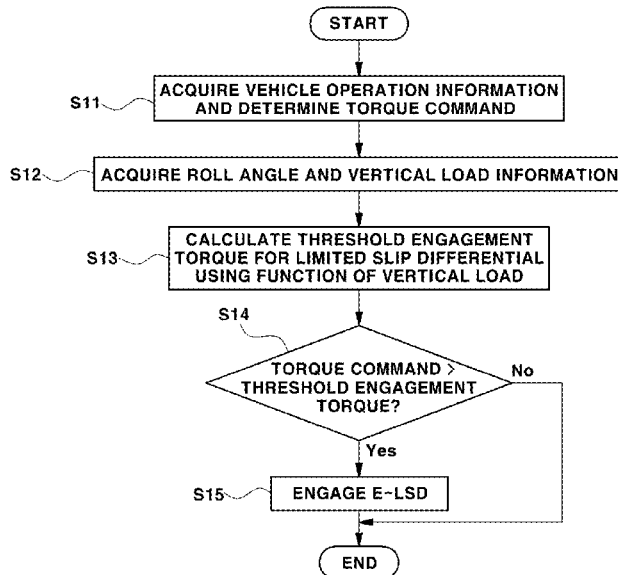 START
S11
ACQUIRE VEHICLE OPERATION INFORMATION
AND DETERMINE TORQUE COMMAND
S12
ACQUIRE ROLL ANGLE AND VERTICAL LOAD INFORMATION
S13
CALCULATE THRESHOLD ENGAGEMENT
TORQUE FOR LIMITED SLIP DIFFERENTIAL
USING FUNCTION OF VERTICAL LOAD
S14
TORQUE COMMAND >
THRESHOLD ENGAGEMENT
TORQUE?
No
Yes
S15
ENGAGE E~LSD
END